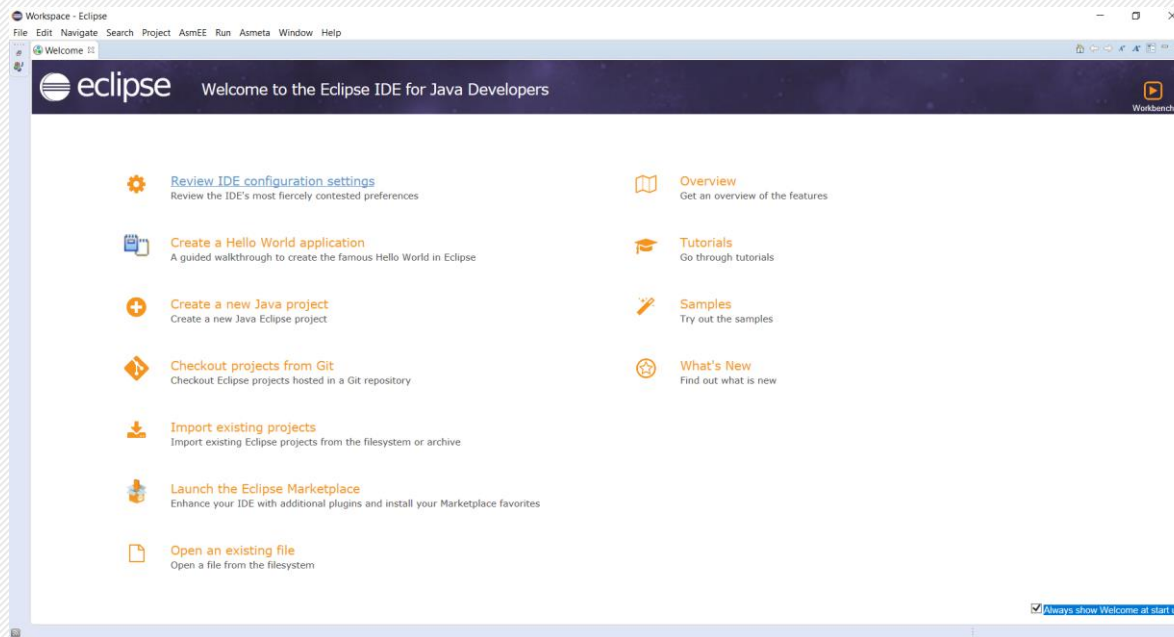 Workspace - Eclipse
File Edit Navigate Search Project AsmEE Run Asmeta Window Help
Welcome
eclipse Welcome to the Eclipse IDE for Java Developers
Workbench
Review IDE configuration settings
Review the IDE's most fiercely contested preferences
Create a Hello World application
A guided walkthrough to create the famous Hello World in Eclipse
Create a new Java project
Create a new Java Eclipse project
Checkout projects from Git
Checkout Eclipse projects hosted in a Git repository
Import existing projects
Import existing Eclipse projects from the filesystem or archive
Launch the Eclipse Marketplace
Enhance your IDE with additional plugins and install your Marketplace favorites
Open an existing file
Open a file from the filesystem
Overview
Get an overview of the features
Tutorials
Go through tutorials
Samples
Try out the samples
What's New
Find out what is new
Always show Welcome at start u